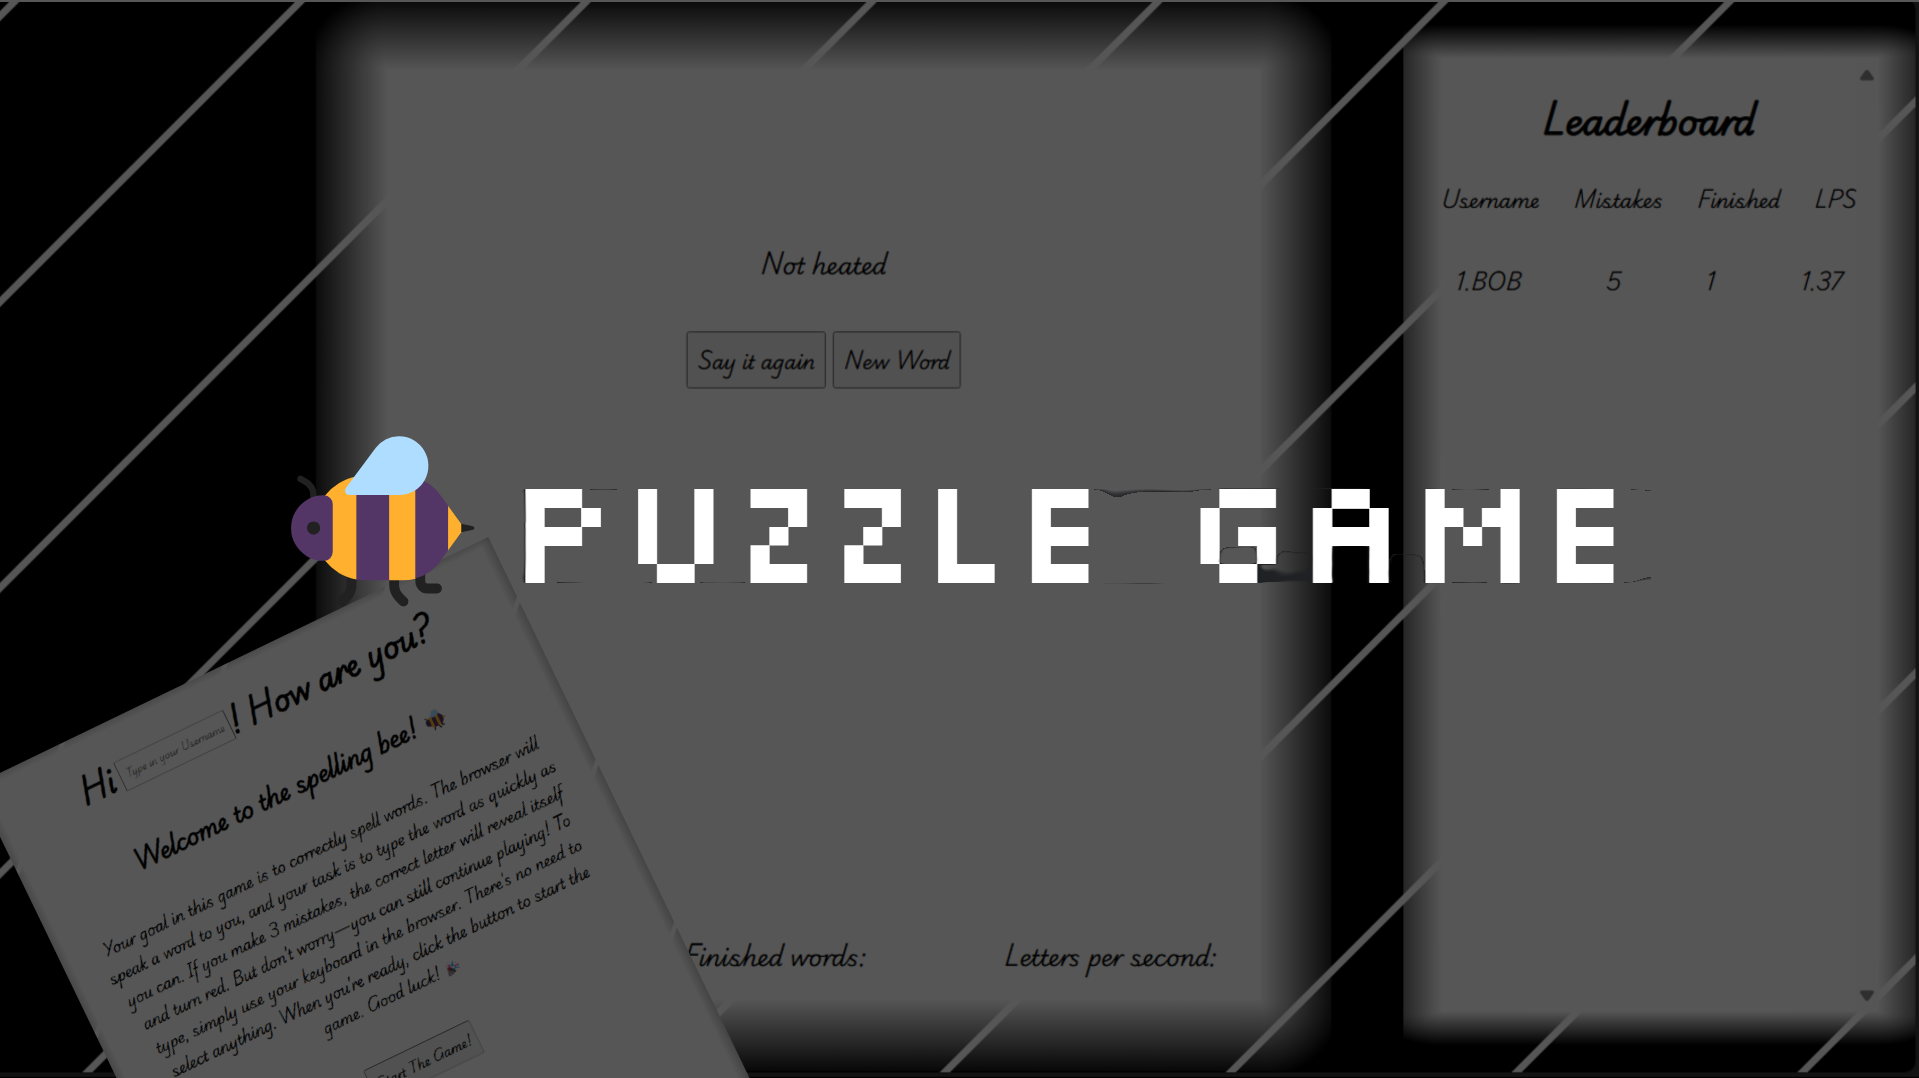 Leaderboard
Username Mistakes Finished LPS
1.BOB 5 1 1.37
Not heated
Say it again New Word
PUZZLE GAME
Hi Type in your Username ! How are you?
Welcome to the spelling bee! 🐝
Your goal in this game is to correctly spell words. The browser will
speak a word to you, and your task is to type the word as quickly as
you can. If you make 3 mistakes, the correct letter will reveal itself
and turn red. But don't worry—you can still continue playing! To
type, simply use your keyboard in the browser. There's no need to
select anything. When you're ready, click the button to start the
game. Good luck! 🎉
Start The Game!
Finished words: Letters per second: